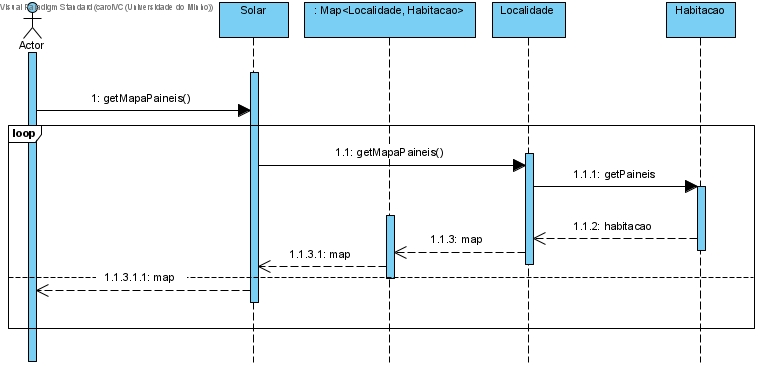 Visual Paradigm Standard (carolVC (Universidade do Minho))
Solar
: Map<Localidade, Habitacao>
Localidade
Habitacao
Actor
1: getMapaPaineis()
loop
1.1: getMapaPaineis()
1.1.1: getPaineis
1.1.2: habitacao
1.1.3: map
1.1.3.1: map
1.1.3.1.1: map